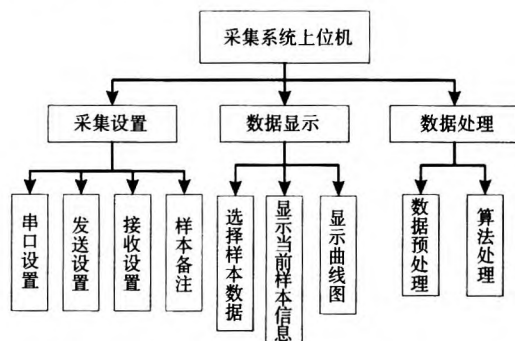 采集系统上位机
采集设置
数据显示
数据处理
串口设置
发送设置
接收设置
样本备注
选择样本数据
显示当前样本信息
显示曲线图
数据预处理
算法处理